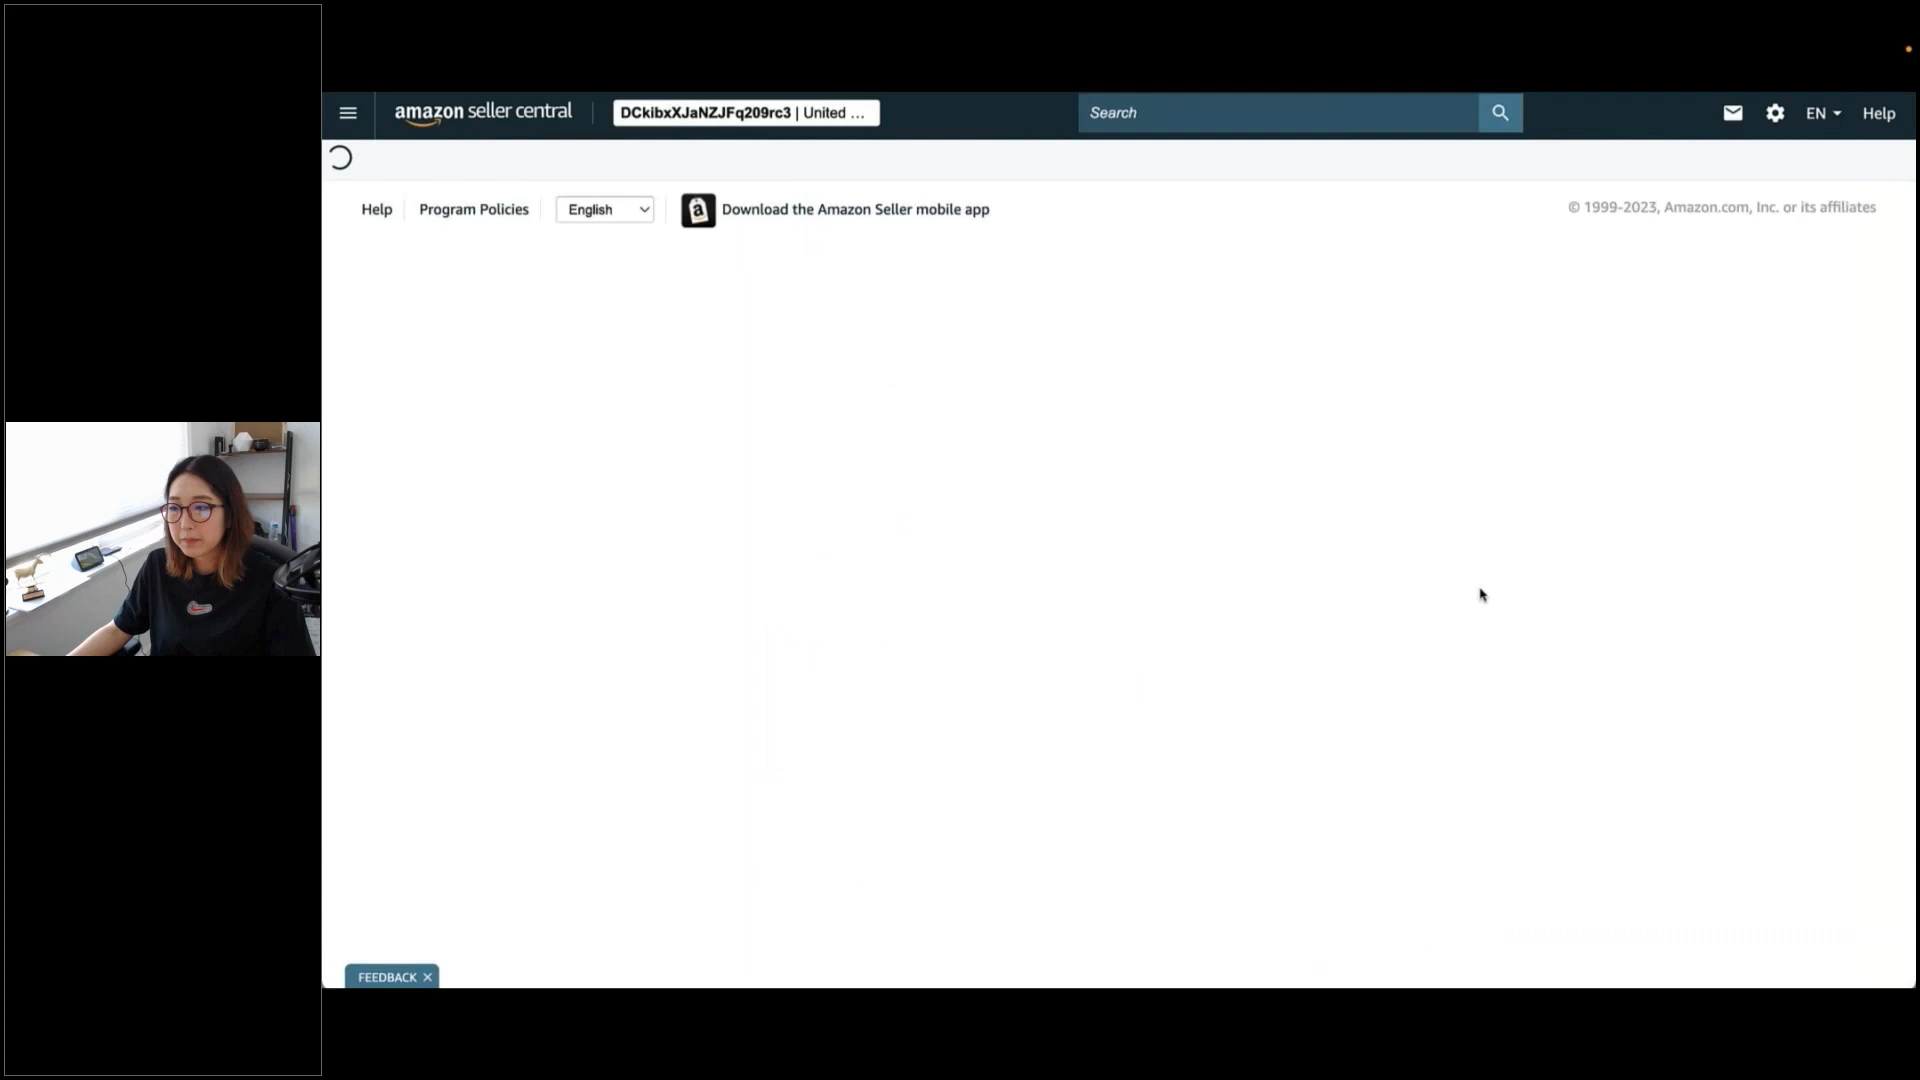 amazon seller central
DCkibxXJaNZJFq209rc3 | United ...
Search
EN
Help
Help
Program Policies
English
Download the Amazon Seller mobile app
© 1999-2023, Amazon.com, Inc. or its affiliates
FEEDBACK